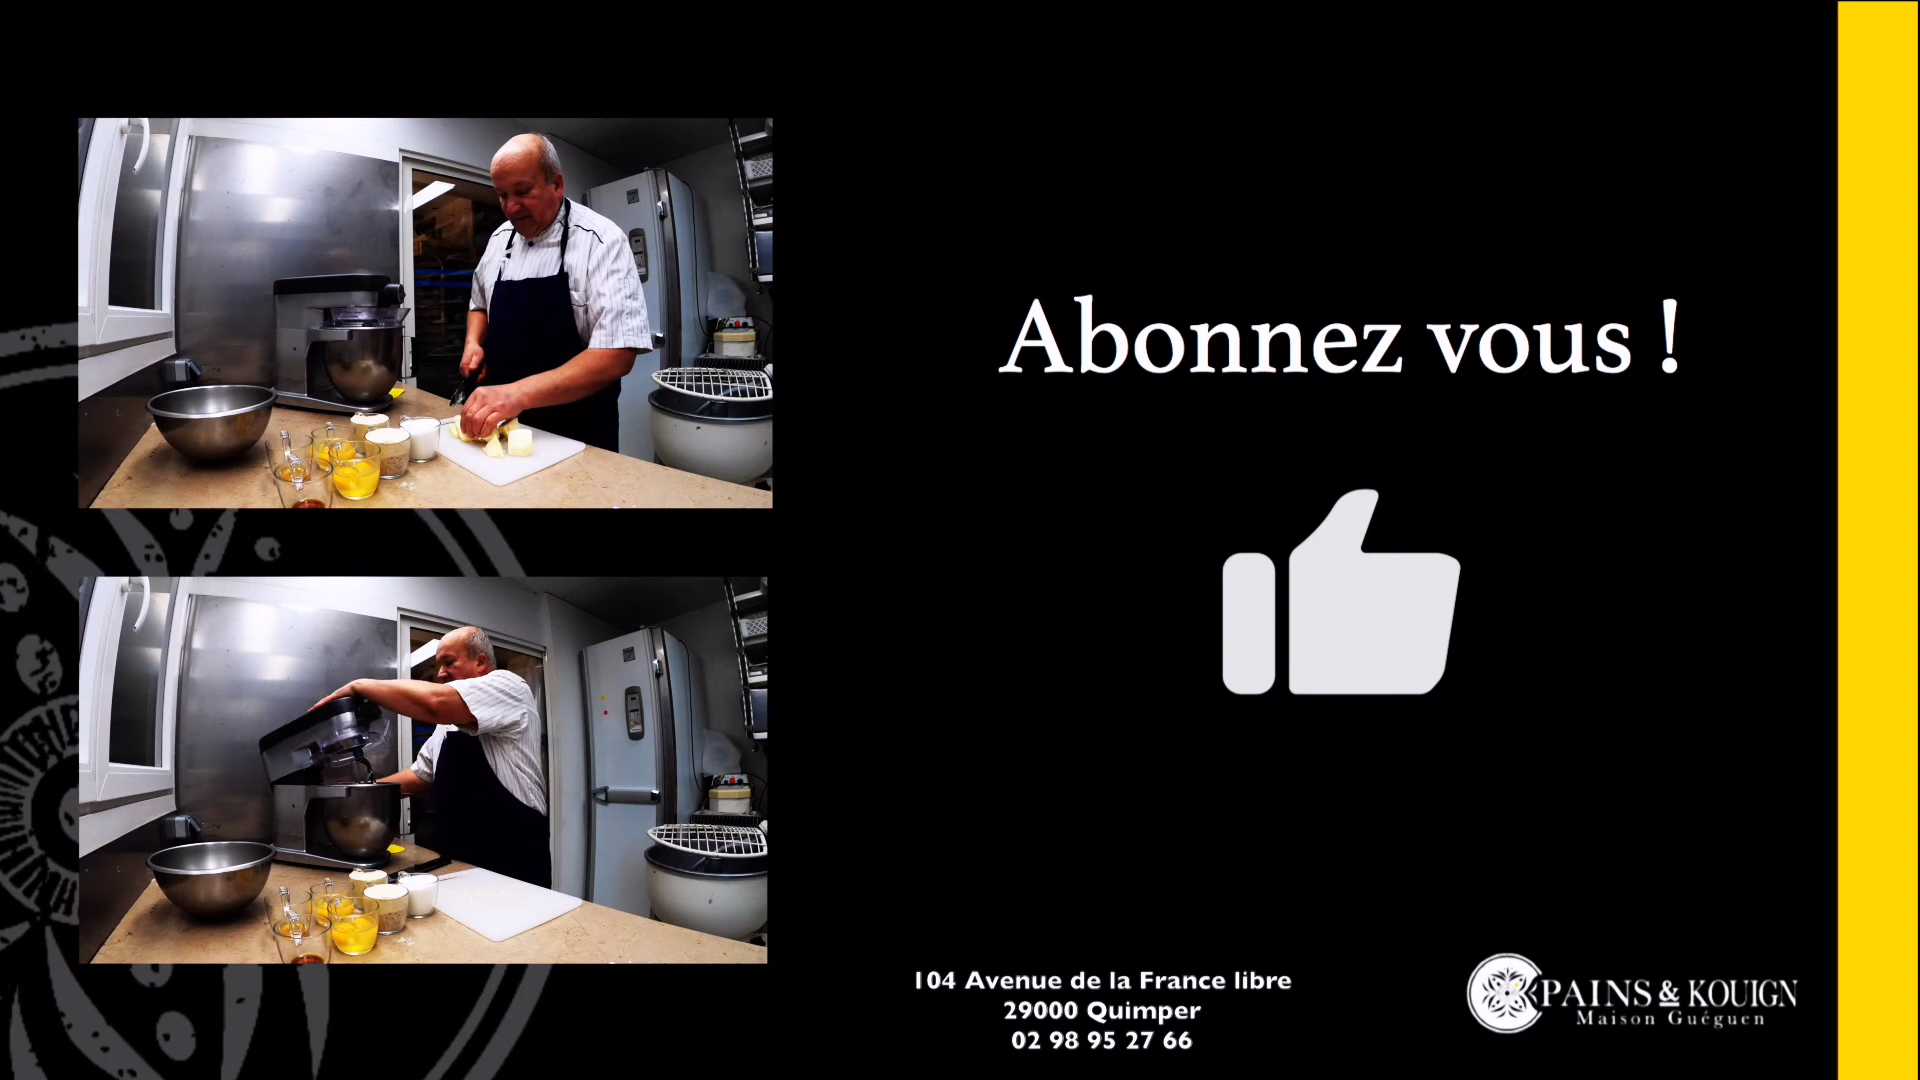 Abonnez vous !
104 Avenue de la France libre
29000 Quimper
02 98 95 27 66
PAINS & KOUIGN
Maison Guéguen